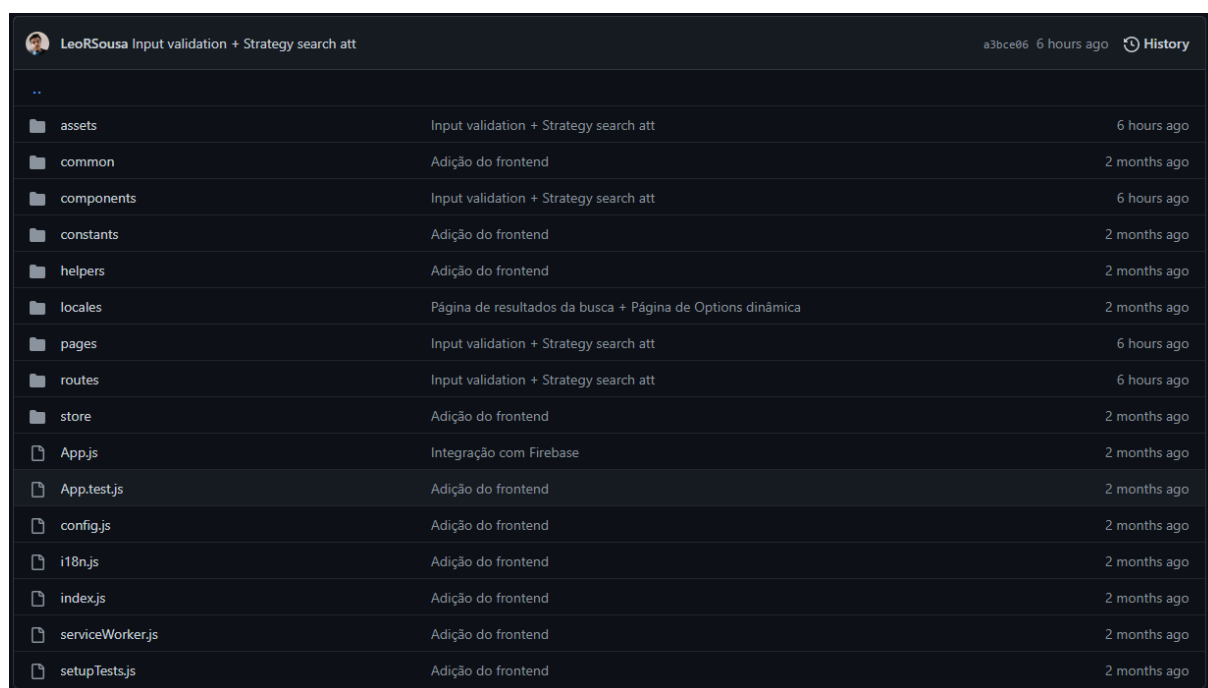 LeoRSousa Input validation + Strategy search att a3bce06 6 hours ago History
..
assets Input validation + Strategy search att 6 hours ago
common Adição do frontend 2 months ago
components Input validation + Strategy search att 6 hours ago
constants Adição do frontend 2 months ago
helpers Adição do frontend 2 months ago
locales Página de resultados da busca + Página de Options dinâmica 2 months ago
pages Input validation + Strategy search att 6 hours ago
routes Input validation + Strategy search att 6 hours ago
store Adição do frontend 2 months ago
App.js Integração com Firebase 2 months ago
App.test.js Adição do frontend 2 months ago
config.js Adição do frontend 2 months ago
i18n.js Adição do frontend 2 months ago
index.js Adição do frontend 2 months ago
serviceWorker.js Adição do frontend 2 months ago
setupTests.js Adição do frontend 2 months ago